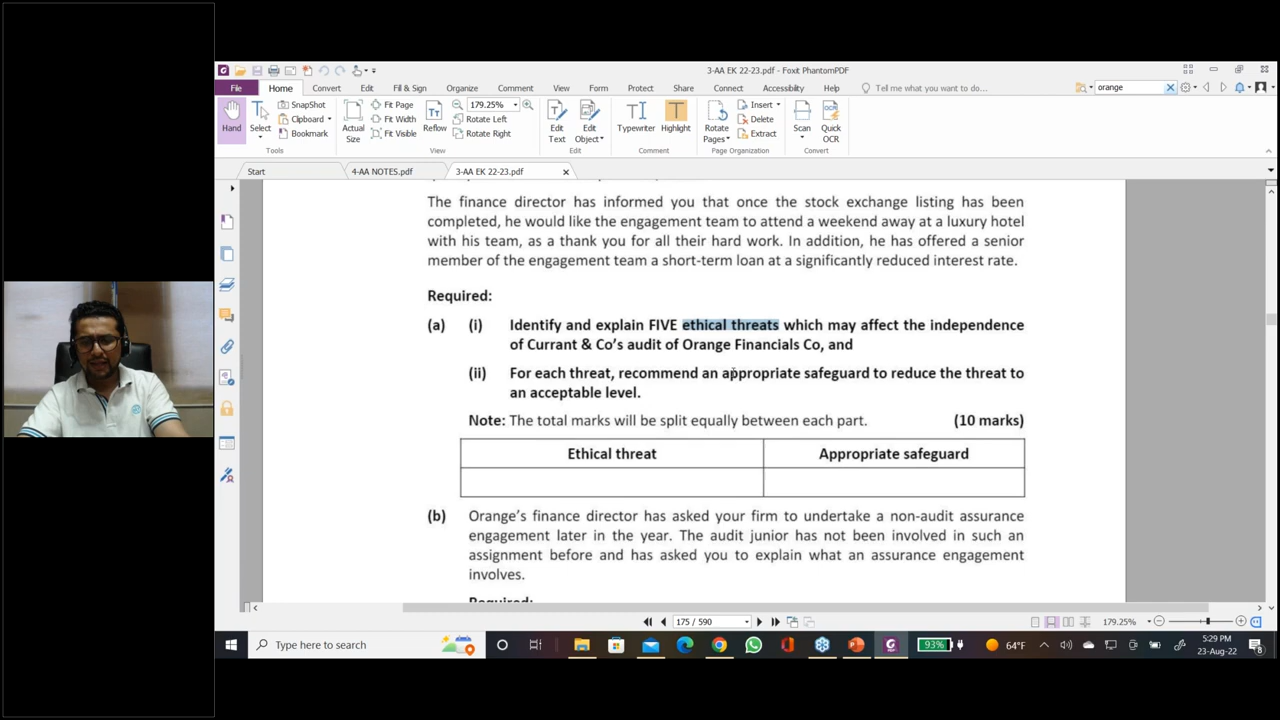 3-AA EK 22-23.pdf - Foxit PhantomPDF
File Home Convert Edit Fill & Sign Organize Comment View Form Protect Share Connect Accessibility Help Tell me what you want to do... orange
Hand
Select
SnapShot
Clipboard
Bookmark
Tools
Actual Size
Fit Page
Fit Width
Fit Visible
Reflow
179.25%
Rotate Left
Rotate Right
View
Edit Text
Edit Object
Edit
Typewriter
Highlight
Comment
Rotate Pages
Insert
Delete
Extract
Page Organization
Scan
Quick OCR
Convert
Start 4-AA NOTES.pdf 3-AA EK 22-23.pdf
The finance director has informed you that once the stock exchange listing has been
completed, he would like the engagement team to attend a weekend away at a luxury hotel
with his team, as a thank you for all their hard work. In addition, he has offered a senior
member of the engagement team a short-term loan at a significantly reduced interest rate.
Required:
(a) (i) Identify and explain FIVE ethical threats which may affect the independence
of Currant & Co's audit of Orange Financials Co, and
(ii) For each threat, recommend an appropriate safeguard to reduce the threat to
an acceptable level.
Note: The total marks will be split equally between each part. (10 marks)
Ethical threat Appropriate safeguard
(b) Orange's finance director has asked your firm to undertake a non-audit assurance
engagement later in the year. The audit junior has not been involved in such an
assignment before and has asked you to explain what an assurance engagement
involves.
Required:
175 / 590 179.25%
Type here to search 93% 64°F 5:29 PM
23-Aug-22